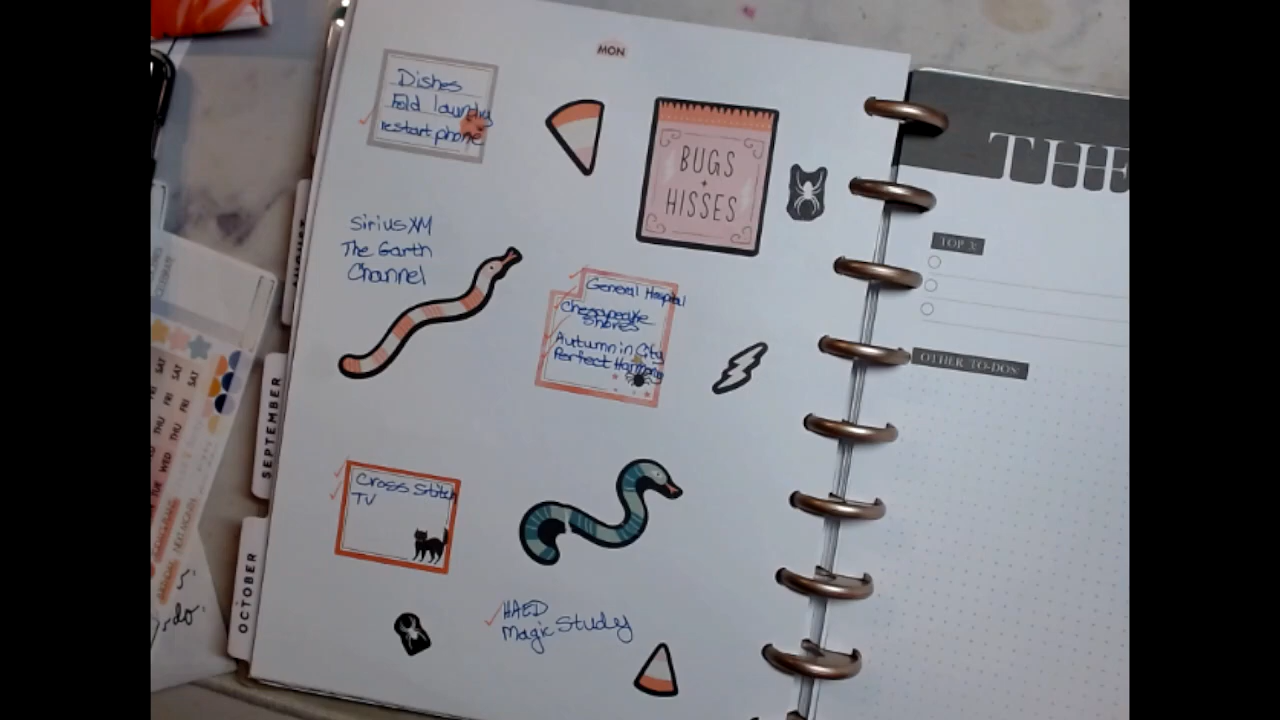 MON
Dishes
Fold laundry
restart phone
BUGS
+
HISSES
SiriusXM
The Garth
Channel
General Hospital
Chesapeake
Shores
Autumn in City
Perfect Harmony
Cross Stitch
TV
HAED
Magic Study
THE
TOP 3:
OTHER TO-DOS:
AUGUST
SEPTEMBER
OCTOBER
SAT
SAT
SAT
FRI
FRI
THU
THU
WED
TUE